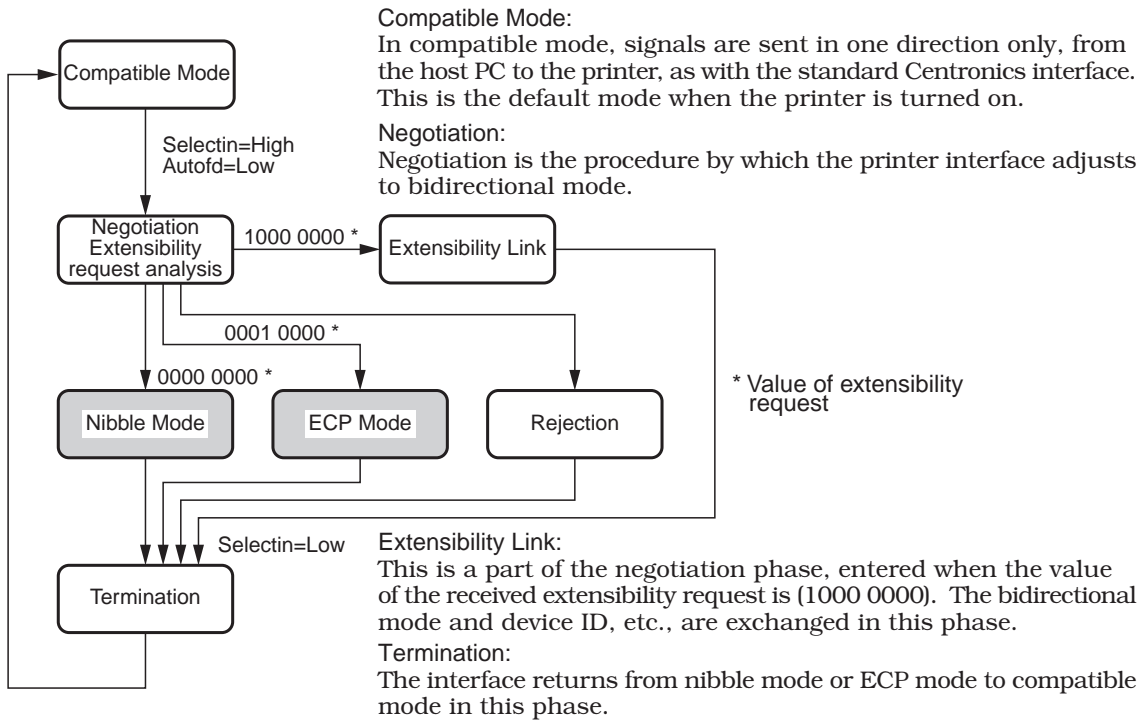 Compatible Mode:
In compatible mode, signals are sent in one direction only, from
the host PC to the printer, as with the standard Centronics interface.
This is the default mode when the printer is turned on.
Negotiation:
Negotiation is the procedure by which the printer interface adjusts
to bidirectional mode.
Compatible Mode
Selectin=High
Autofd=Low
Negotiation
Extensibility
request analysis
1000 0000 *
Extensibility Link
0001 0000 *
0000 0000 *
* Value of extensibility
request
Nibble Mode
ECP Mode
Rejection
Selectin=Low
Termination
Extensibility Link:
This is a part of the negotiation phase, entered when the value
of the received extensibility request is (1000 0000). The bidirectional
mode and device ID, etc., are exchanged in this phase.
Termination:
The interface returns from nibble mode or ECP mode to compatible
mode in this phase.